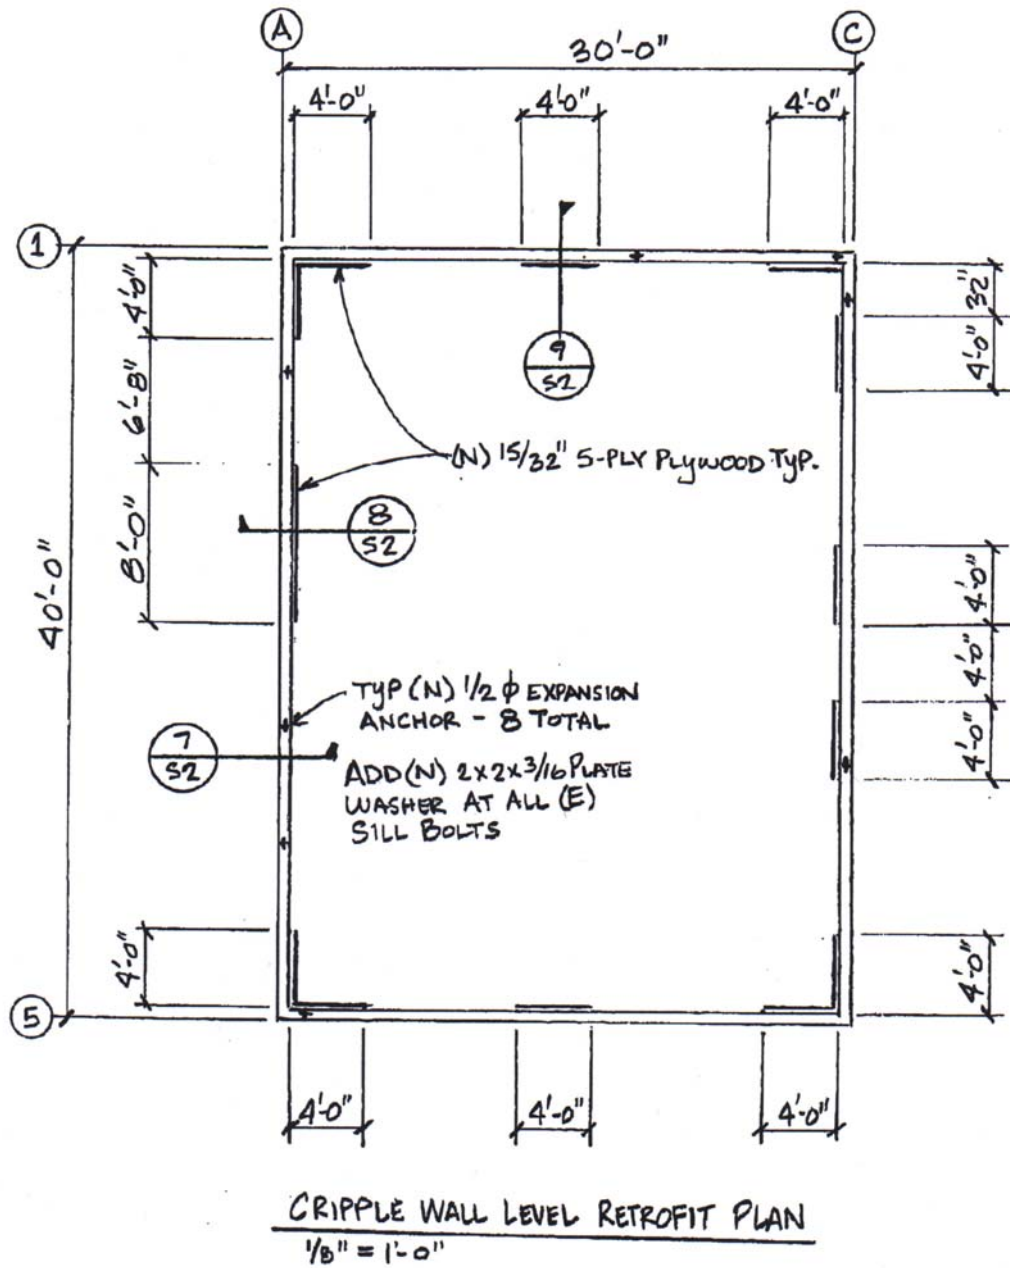 A
C
30'-0"
4'-0"
4'-0"
4'-0"
1
4'-0"
32"
4'-0"
6'-8"
9
S2
(N) 15/32" 5-PLY PLYWOOD TYP.
8
S2
8'-0"
40'-0"
4'-0"
4'-0"
4'-0"
TYP (N) 1/2 ϕ EXPANSION
ANCHOR - 8 TOTAL
7
S2
ADD (N) 2x2x3/16 PLATE
WASHER AT ALL (E)
SILL BOLTS
4'-0"
4'-0"
5
4'-0"
4'-0"
4'-0"
CRIPPLE WALL LEVEL RETROFIT PLAN
1/8" = 1'-0"